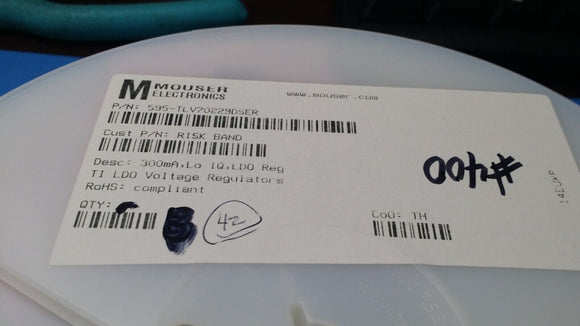 M MOUSER
ELECTRONICS
www.mouser.com
P/N: 595-TLV70229DSER
Cust P/N: RISK BAND
Desc: 300mA,Lo IQ,LDO Reg
TI LDO Voltage Regulators
RoHS: compliant
#400
QTY:
42
CoO: TH